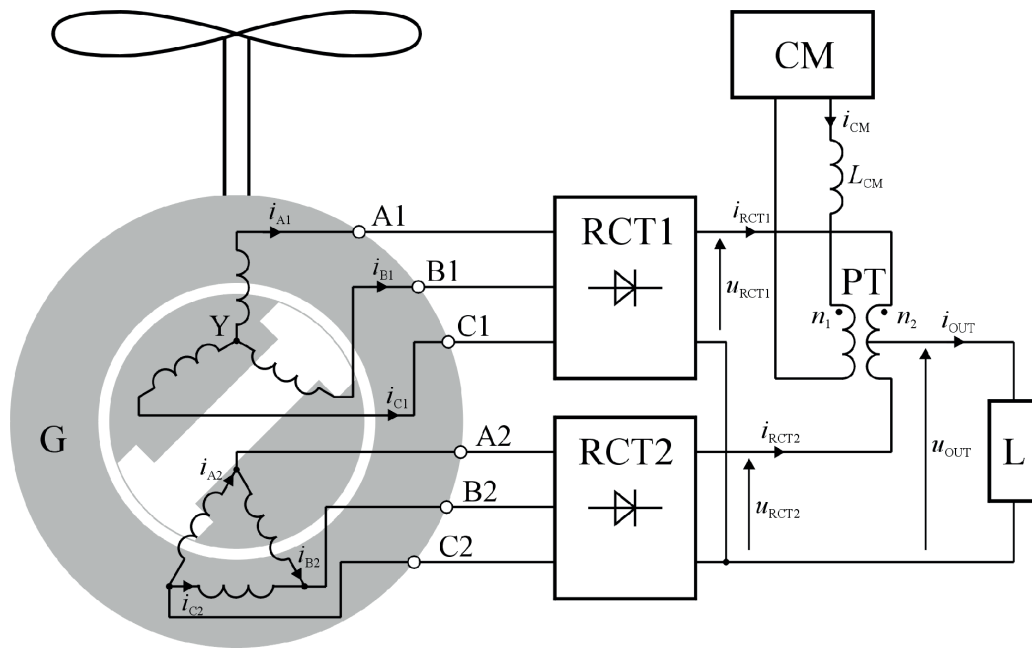 CM
i_CM
L_CM
i_A1
A1
RCT1
i_RCT1
i_B1
B1
u_RCT1
PT
Y
C1
n_1
n_2
i_OUT
i_C1
G
A2
RCT2
i_RCT2
L
i_A2
u_OUT
B2
u_RCT2
i_B2
C2
i_C2